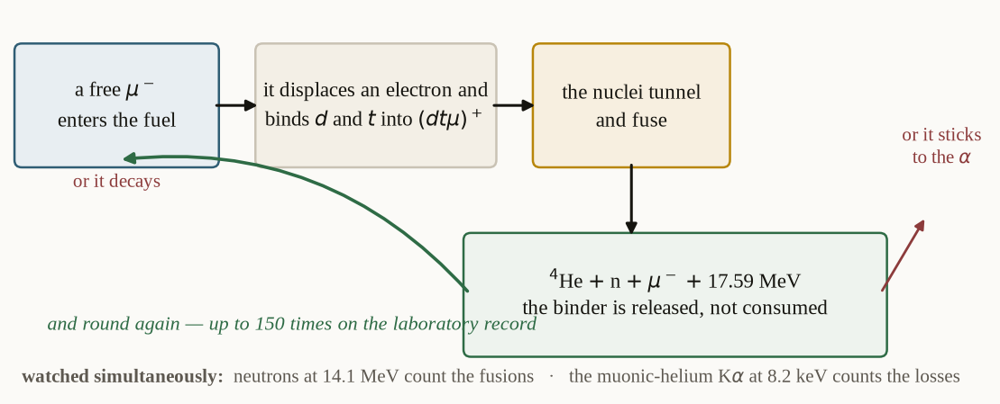 a free μ⁻
enters the fuel
it displaces an electron and
binds d and t into (dtμ)⁺
the nuclei tunnel
and fuse
or it sticks
to the α
or it decays
⁴He + n + μ⁻ + 17.59 MeV
the binder is released, not consumed
and round again — up to 150 times on the laboratory record
watched simultaneously: neutrons at 14.1 MeV count the fusions · the muonic-helium Kα at 8.2 keV counts the losses